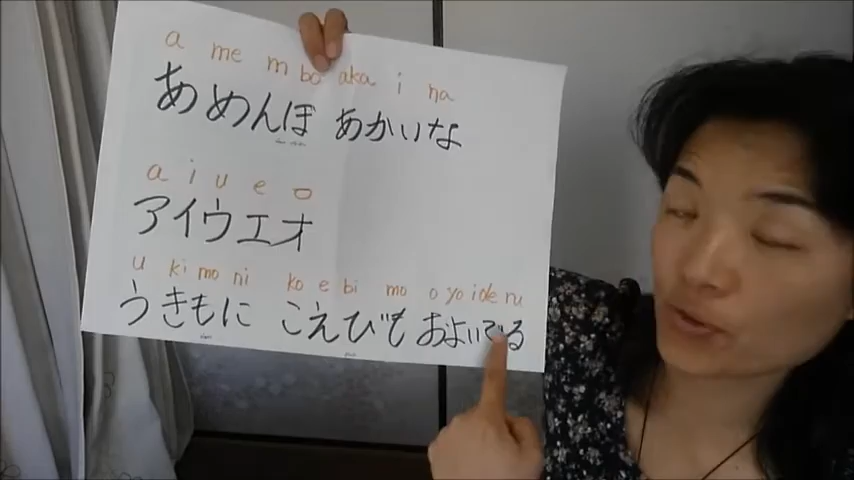 a me m bo aka i na
あめんぼ あかいな
a i u e o
アイウエオ
u ki mo ni ko e bi mo o yo ide ru
うきもに こえびも およいでる